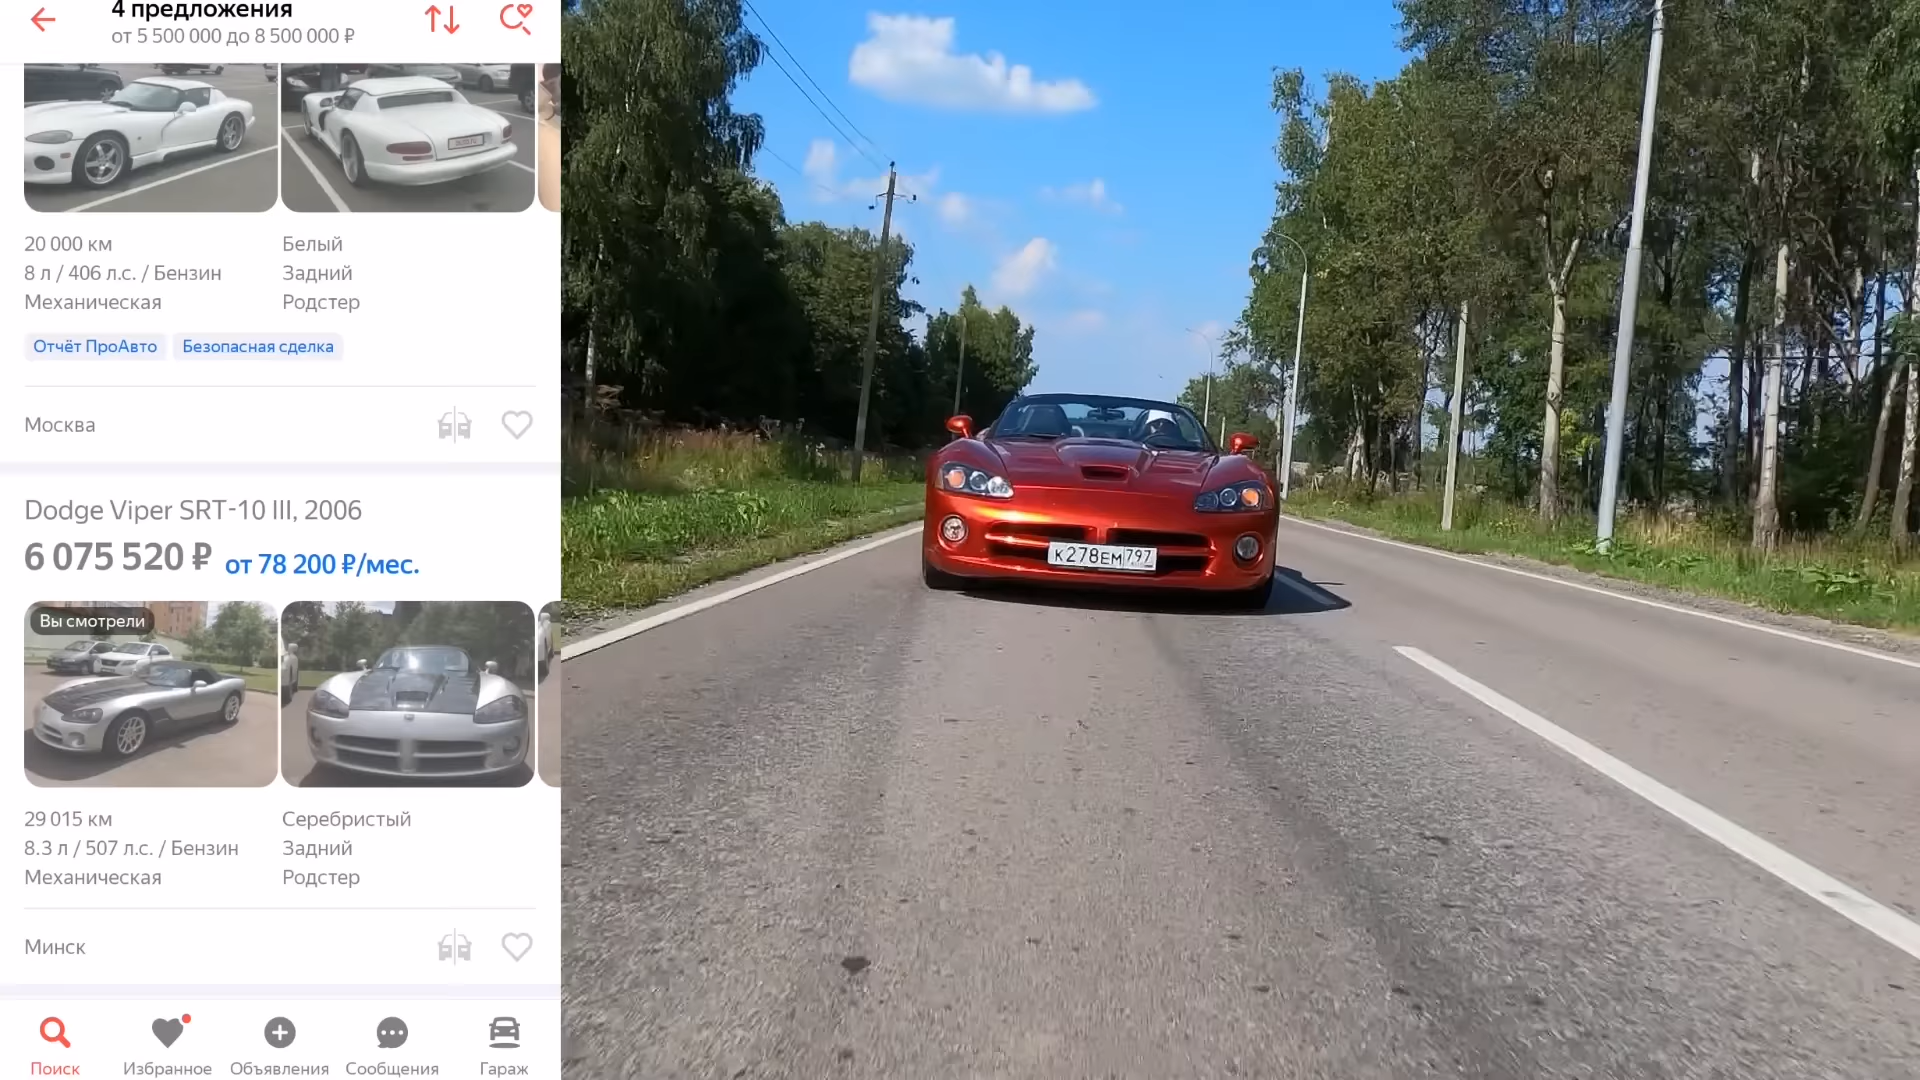 4 предложения
от 5 500 000 до 8 500 000 ₽
20 000 км
Белый
8 л / 406 л.с. / Бензин
Задний
Механическая
Родстер
Отчёт ПроАвто
Безопасная сделка
Москва
Dodge Viper SRT-10 III, 2006
6 075 520 ₽ от 78 200 ₽/мес.
Вы смотрели
29 015 км
Серебристый
8.3 л / 507 л.с. / Бензин
Задний
Механическая
Родстер
Минск
Поиск
Избранное
Объявления
Сообщения
Гараж
К278ЕМ 797